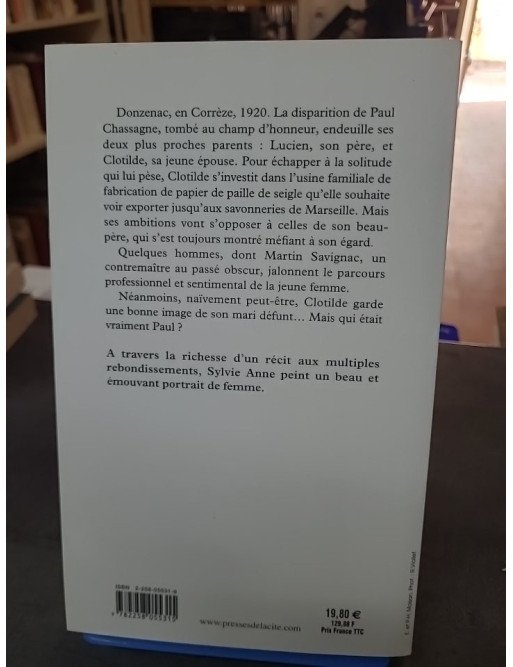 Donzenac, en Corrèze, 1920. La disparition de Paul
Chassagne, tombé au champ d'honneur, endeuille ses
deux plus proches parents : Lucien, son père, et
Clotilde, sa jeune épouse. Pour échapper à la solitude
qui lui pèse, Clotilde s'investit dans l'usine familiale de
fabrication de papier de paille de seigle qu'elle souhaite
voir exporter jusqu'aux savonneries de Marseille. Mais
ses ambitions vont s'opposer à celles de son beau-
père, qui s'est toujours montré méfiant à son égard.
Quelques hommes, dont Martin Savignac, un
contremaître au passé obscur, jalonnent le parcours
professionnel et sentimental de la jeune femme.
Néanmoins, naïvement peut-être, Clotilde garde
une bonne image de son mari défunt... Mais qui était
vraiment Paul ?
A travers la richesse d'un récit aux multiples
rebondissements, Sylvie Anne peint un beau et
émouvant portrait de femme.
ISBN
9 782258 055315
www.pressesdelacite.com
19,80 €
Prix France TTC